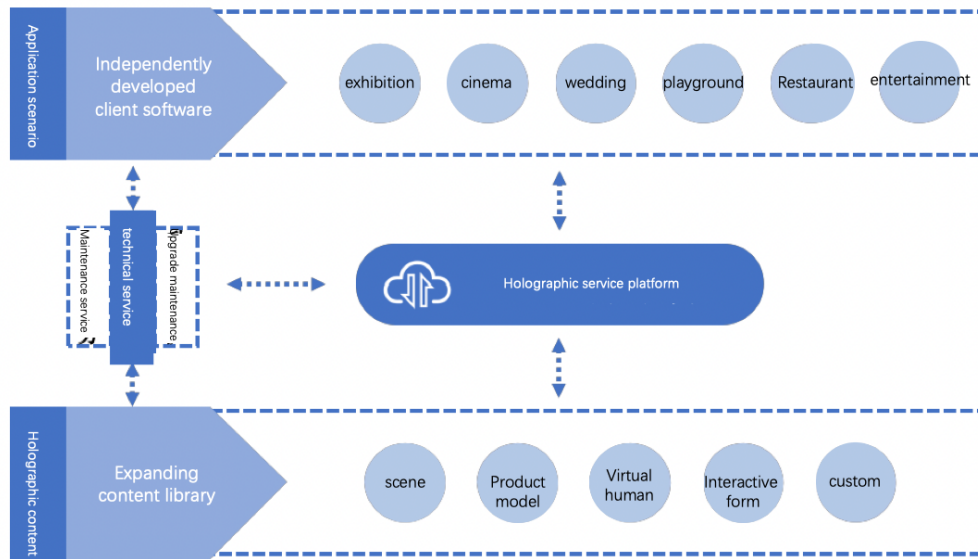 Application scenario
Independently
developed
client software
exhibition
cinema
wedding
playground
Restaurant
entertainment
Maintenance service
technical service
Upgrade maintenance
Holographic service platform
Holographic content
Expanding
content library
scene
Product
model
Virtual
human
Interactive
form
custom